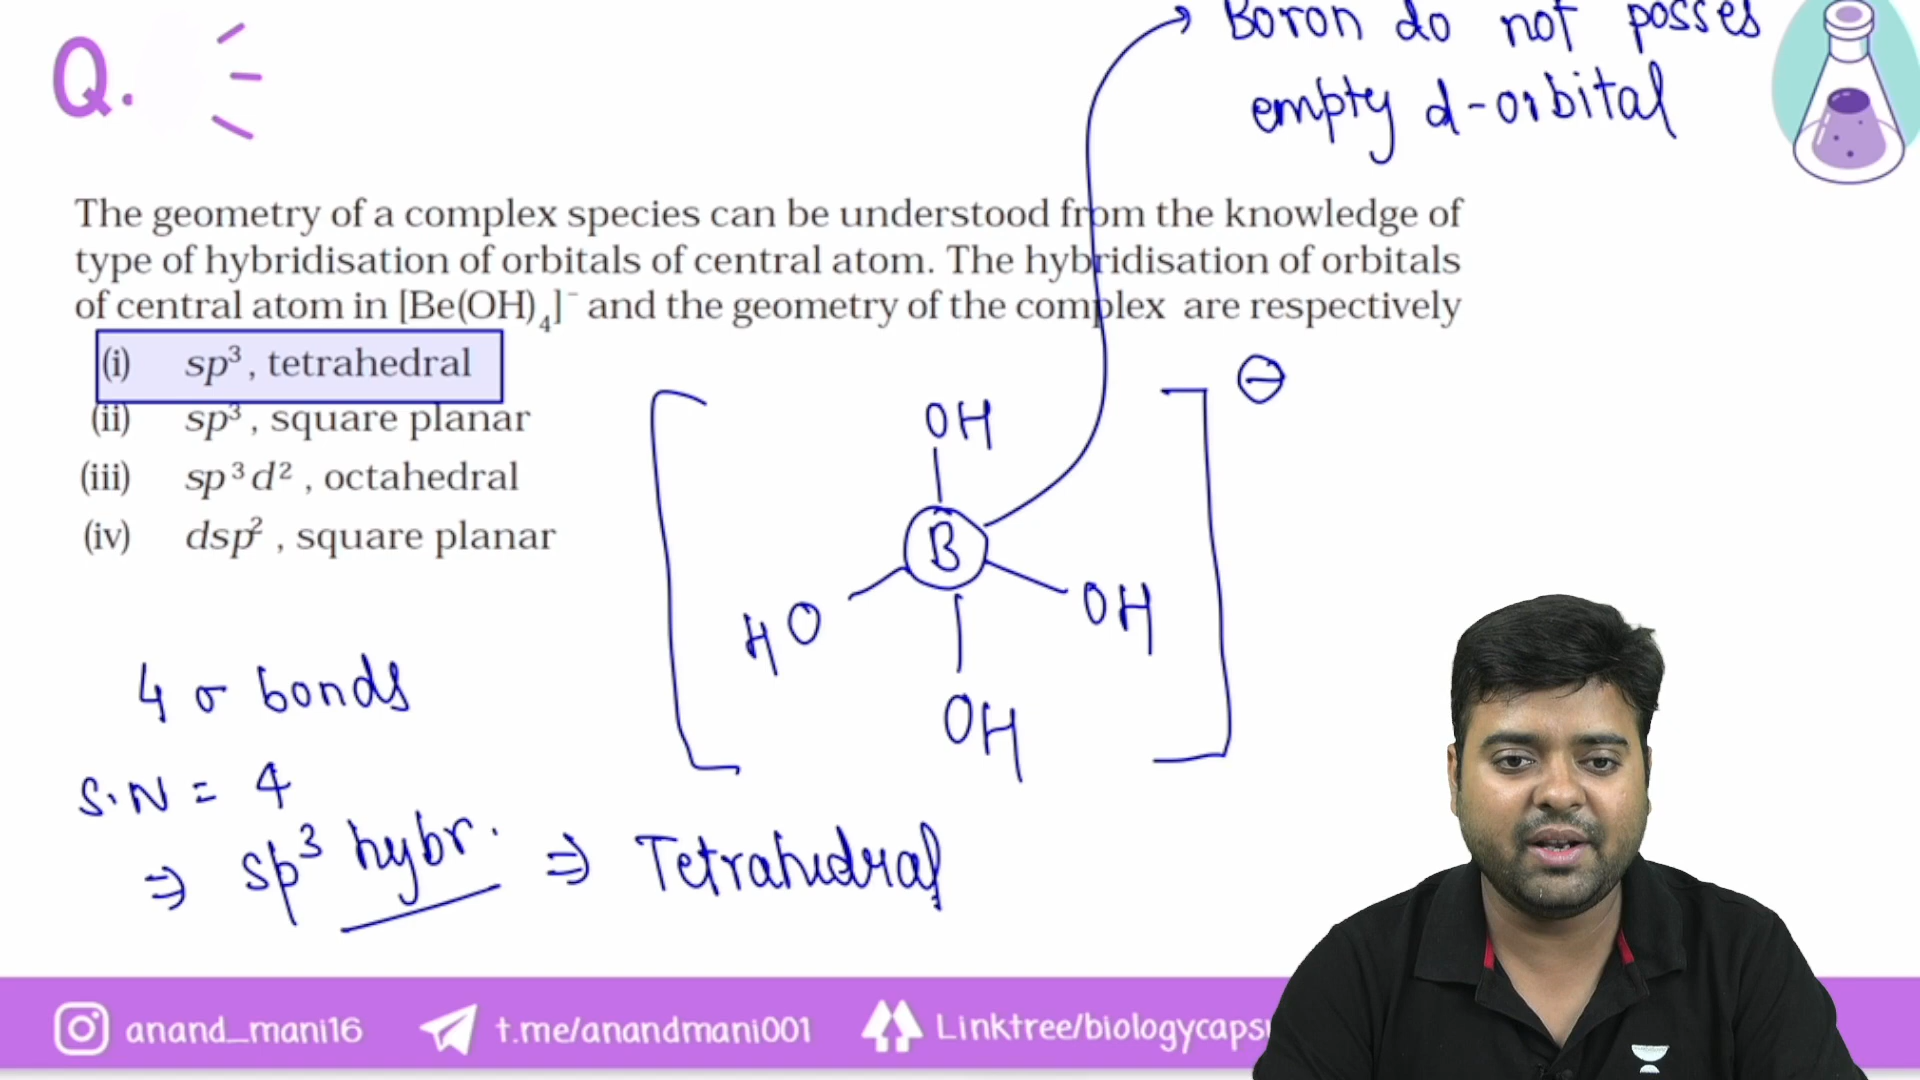 Q.
Boron do not posses
empty d-orbital
The geometry of a complex species can be understood from the knowledge of
type of hybridisation of orbitals of central atom. The hybridisation of orbitals
of central atom in [Be(OH)₄]⁻ and the geometry of the complex are respectively
(i) sp³, tetrahedral
(ii) sp³, square planar
(iii) sp³d², octahedral
(iv) dsp², square planar
⊖
OH
B
HO OH
OH
4 σ bonds
S.N = 4
⇒ sp³ hybr. ⇒ Tetrahedral
anand_mani16 t.me/anandmani001 Linktree/biologycaps